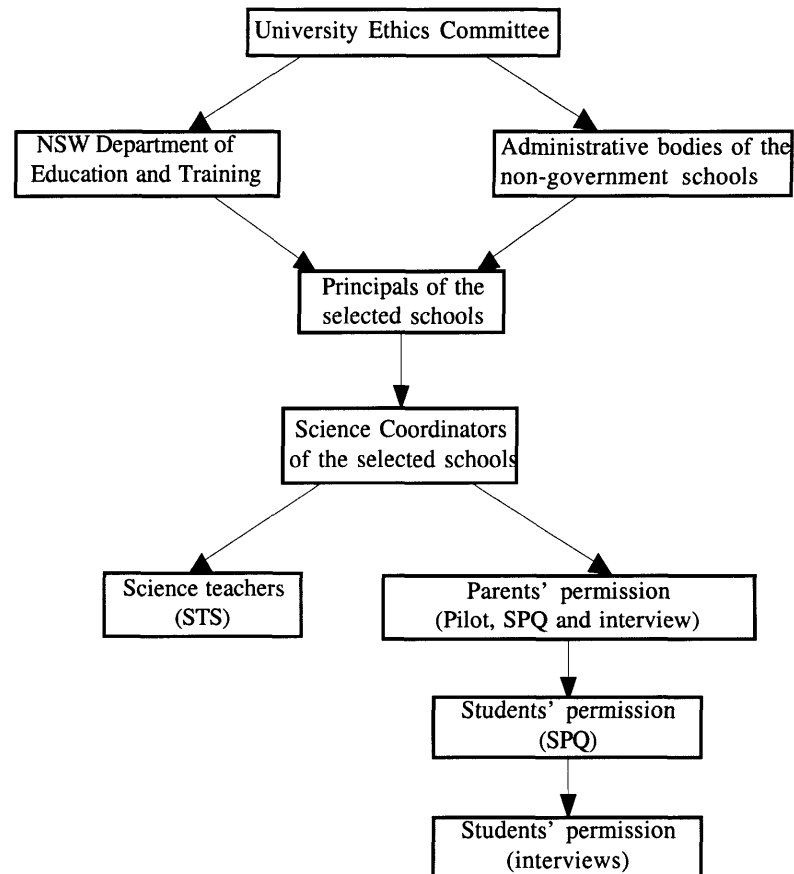 University Ethics Committee
NSW Department of
Education and Training
Administrative bodies of the
non-government schools
Principals of the
selected schools
Science Coordinators
of the selected schools
Science teachers
(STS)
Parents' permission
(Pilot, SPQ and interview)
Students' permission
(SPQ)
Students' permission
(interviews)